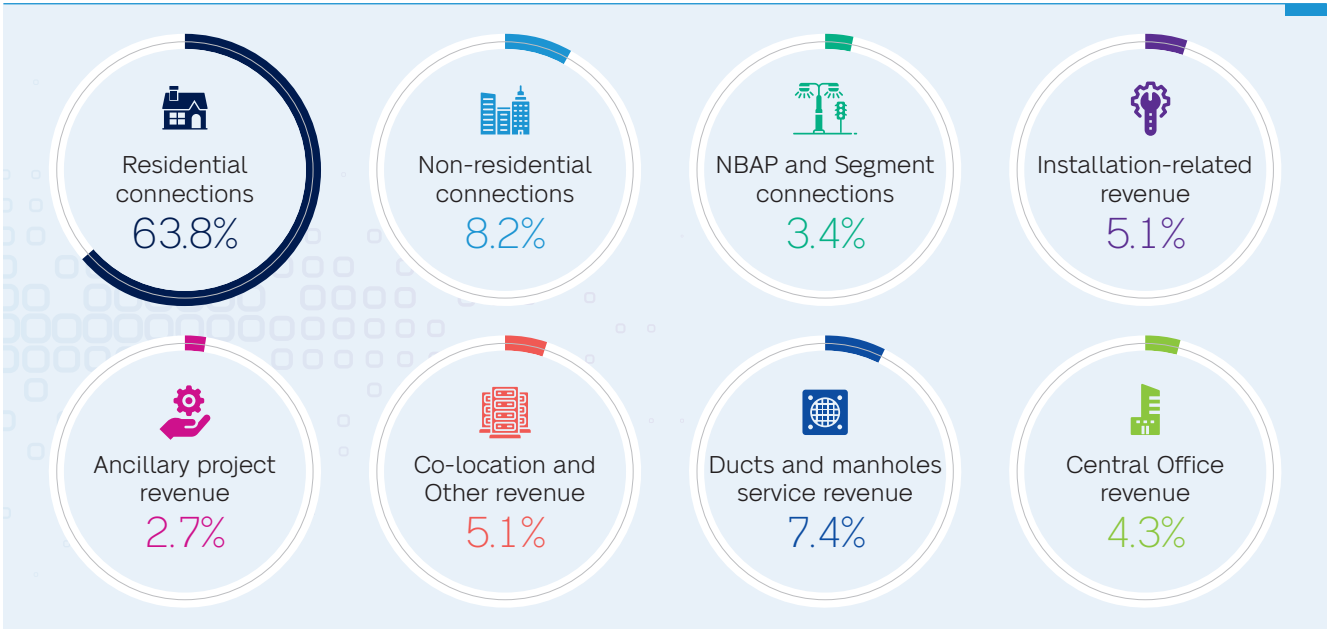 Residential
connections
63.8%
Non-residential
connections
8.2%
NBAP and Segment
connections
3.4%
Installation-related
revenue
5.1%
Ancillary project
revenue
2.7%
Co-location and
Other revenue
5.1%
Ducts and manholes
service revenue
7.4%
Central Office
revenue
4.3%